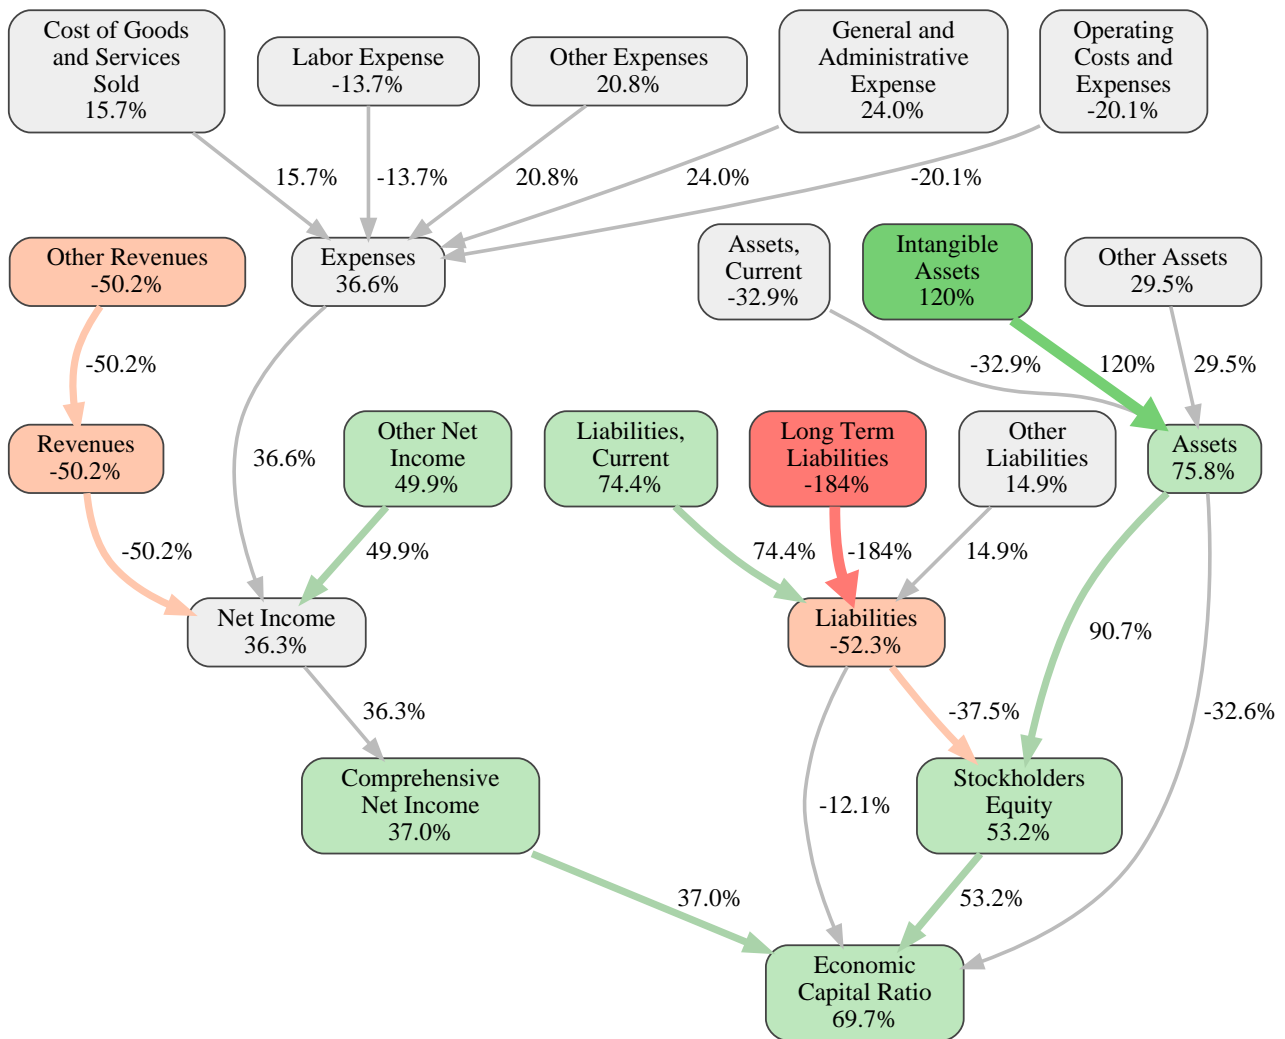 Cost of Goods
and Services
Sold
15.7%
Labor Expense
-13.7%
Other Expenses
20.8%
General and
Administrative
Expense
24.0%
Operating
Costs and
Expenses
-20.1%
15.7%
-13.7%
20.8%
24.0%
-20.1%
Other Revenues
-50.2%
Expenses
36.6%
Assets,
Current
-32.9%
Intangible
Assets
120%
Other Assets
29.5%
-50.2%
-32.9%
120%
29.5%
Revenues
-50.2%
36.6%
Other Net
Income
49.9%
Liabilities,
Current
74.4%
Long Term
Liabilities
-184%
Other
Liabilities
14.9%
Assets
75.8%
-50.2%
49.9%
74.4%
-184%
14.9%
Net Income
36.3%
Liabilities
-52.3%
90.7%
36.3%
-37.5%
-32.6%
Comprehensive
Net Income
37.0%
-12.1%
Stockholders
Equity
53.2%
37.0%
53.2%
Economic
Capital Ratio
69.7%